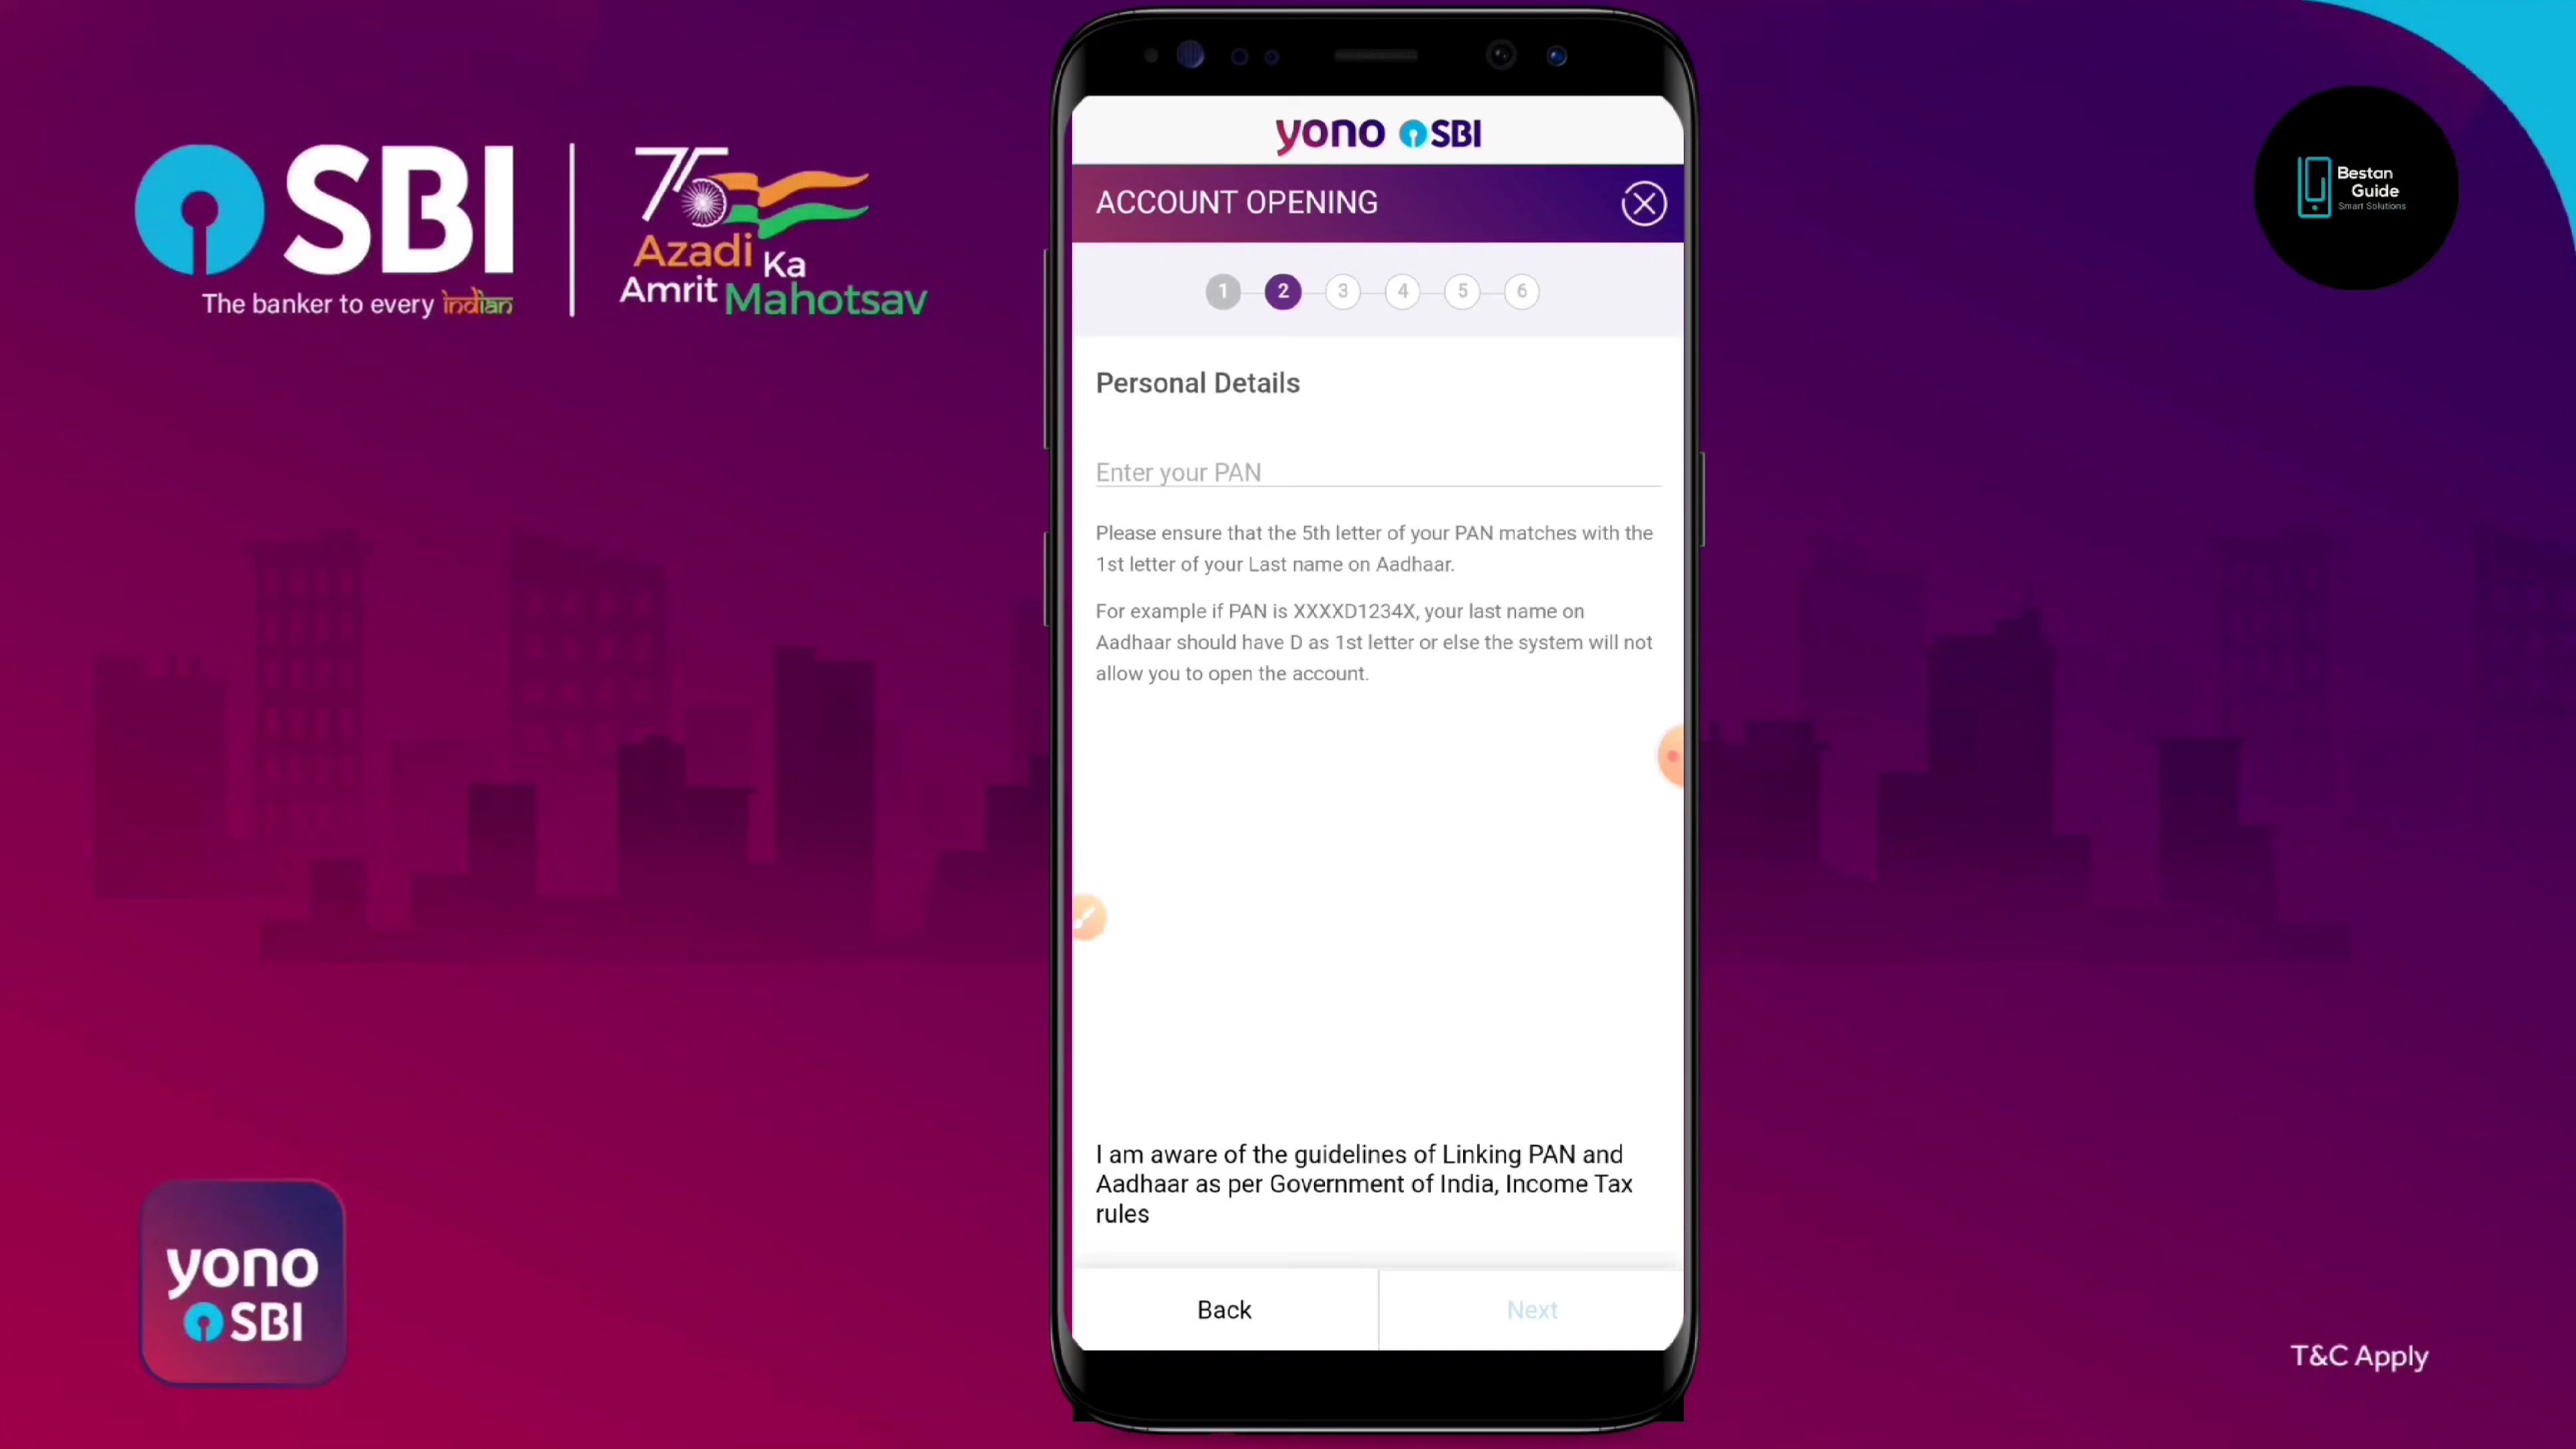 SBI
The banker to every indian
75
Azadi Ka
Amrit Mahotsav
Bestan
Guide
Smart Solutions
yono SBI
ACCOUNT OPENING
1 2 3 4 5 6
Personal Details
Enter your PAN
Please ensure that the 5th letter of your PAN matches with the
1st letter of your Last name on Aadhaar.
For example if PAN is XXXXD1234X, your last name on
Aadhaar should have D as 1st letter or else the system will not
allow you to open the account.
I am aware of the guidelines of Linking PAN and
Aadhaar as per Government of India, Income Tax
rules
Back
Next
yono
SBI
T&C Apply